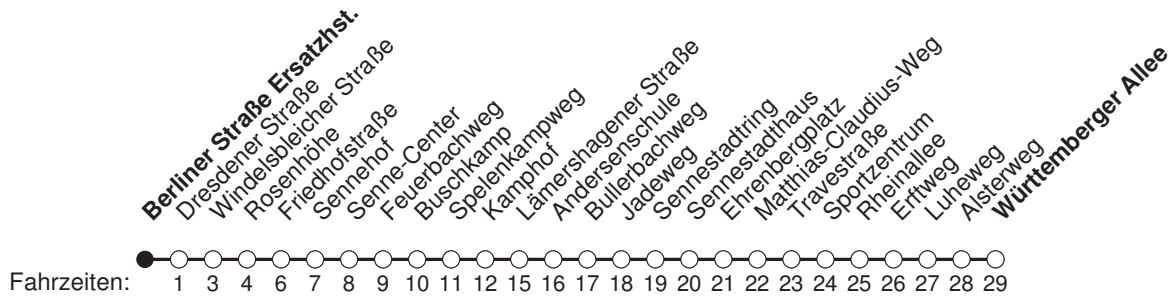 Berliner Straße Ersatzhst.
Dresdener Straße
Windelsbleicher Straße
Rosenhöhe
Friedhofstraße
Sennehof
Senne-Center
Feuerbachweg
Buschkamp
Spelenkampweg
Kamphof
Lämershagener Straße
Andersenschule
Bullerbachweg
Jadeweg
Sennestadtring
Sennestadthaus
Ehrenbergplatz
Matthias-Claudius-Weg
Travestraße
Sportzentrum
Rheinallee
Erftweg
Luheweg
Alsterweg
Württemberger Allee
Fahrzeiten: 1 3 4 6 7 8 9 10 11 12 15 16 17 18 19 20 21 22 23 24 25 26 27 28 29